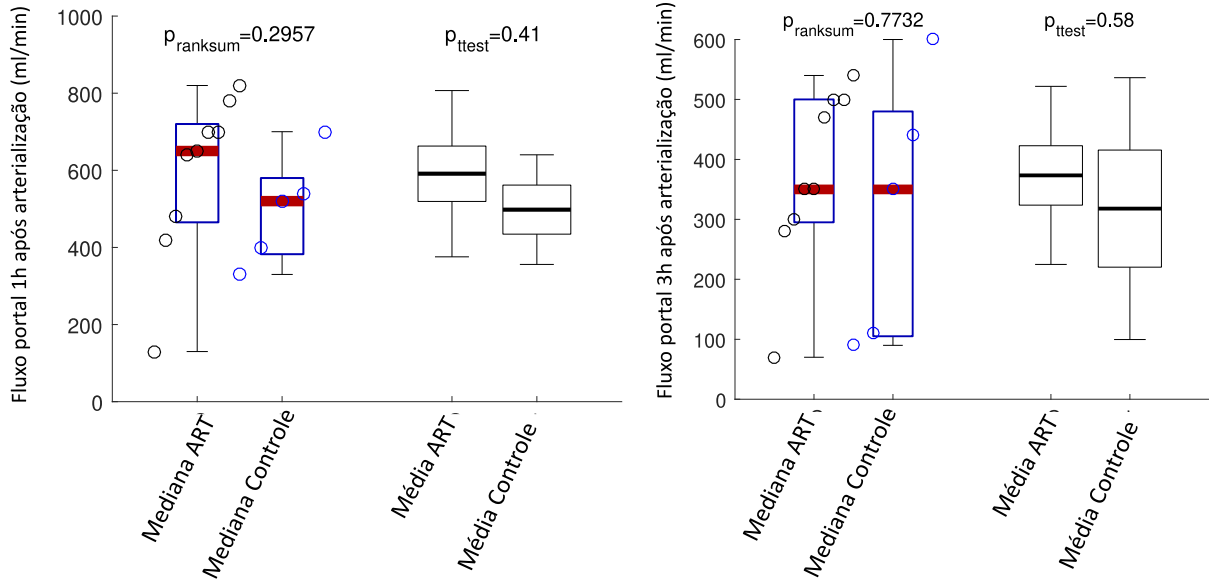 Fluxo portal 1h após arterialização (ml/min)
1000
800
600
400
200
0
p_ranksum=0.2957
p_ttest=0.41
Mediana ART
Mediana Controle
Média ART
Média Controle
Fluxo portal 3h após arterialização (ml/min)
600
500
400
300
200
100
0
p_ranksum=0.7732
p_ttest=0.58
Mediana ART
Mediana Controle
Média ART
Média Controle